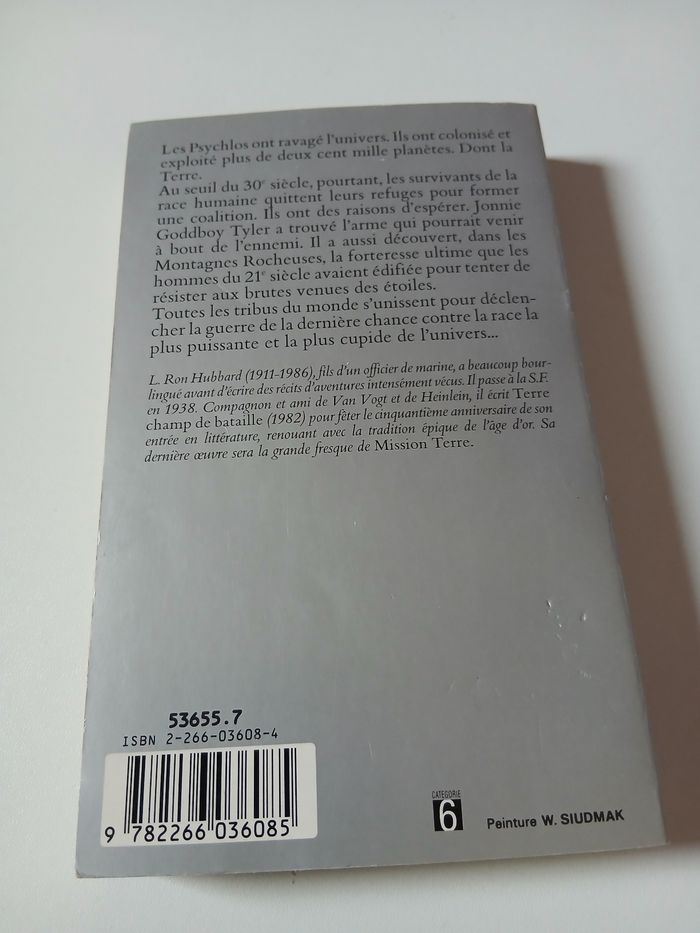 Les Psychlos ont ravagé l'univers. Ils ont colonisé et
exploité plus de deux cent mille planètes. Dont la
Terre.
Au seuil du 30e siècle, pourtant, les survivants de la
race humaine quittent leurs refuges pour former
une coalition. Ils ont des raisons d'espérer. Jonnie
Goddboy Tyler a trouvé l'arme qui pourrait venir
à bout de l'ennemi. Il a aussi découvert, dans les
Montagnes Rocheuses, la forteresse ultime que les
hommes du 21e siècle avaient édifiée pour tenter de
résister aux brutes venues des étoiles.
Toutes les tribus du monde s'unissent pour déclen-
cher la guerre de la dernière chance contre la race la
plus puissante et la plus cupide de l'univers...
L. Ron Hubbard (1911-1986), fils d'un officier de marine, a beaucoup bour-
lingué avant d'écrire des récits d'aventures intensément vécus. Il passe à la S.F.
en 1938. Compagnon et ami de Van Vogt et de Heinlein, il écrit Terre
champ de bataille (1982) pour fêter le cinquantième anniversaire de son
entrée en littérature, renouant avec la tradition épique de l'âge d'or. Sa
dernière œuvre sera la grande fresque de Mission Terre.
53655.7
ISBN 2-266-03608-4
9 782266 036085
CATEGORIE
6
Peinture W. SIUDMAK